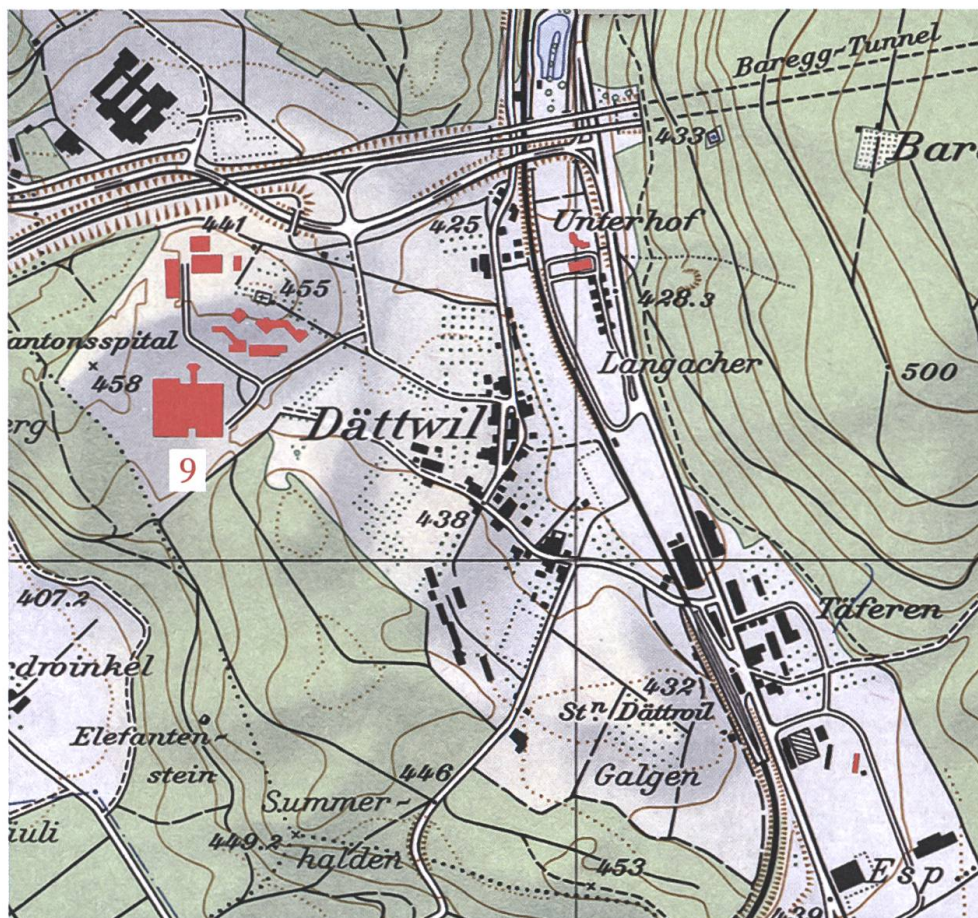 Baregg-Tunnel
433
Bar
441
425
Unterhof
455
428.3
antonsspital
Langacher
458
500
erg
Dättwil
9
438
407.2
Täferen
dwinkel
432
Stn. Dättwil
Elefanten-
stein
446
Galgen
Summer-
449.2
halden
453
Esp